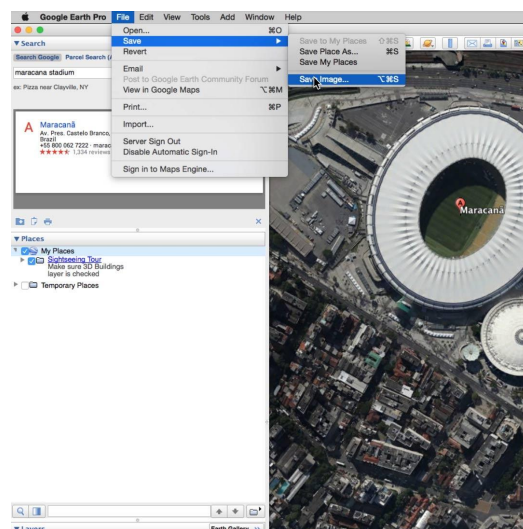 Google Earth Pro File Edit View Tools Add Window Help
▼ Search
Search Google Parcel Search
maracana stadium
ex: Pizza near Clayville, NY
A Maracanã
Av. Pres. Castelo Branco,
Brazil
+55 800 062 7222
1,334 reviews
Open... ⌘O
Save ▶
Revert
Email ▶
Post to Google Earth Community Forum
View in Google Maps ⌥⌘M
Print... ⌘P
Import...
Server Sign Out
Disable Automatic Sign-In
Sign in to Maps Engine...
Save to My Places ⇧⌘S
Save Place As... ⌘S
Save My Places
Save Image... ⌥⌘S
A
Maracanã
▼ Places
My Places
Sightseeing Tour
Make sure 3D Buildings
layer is checked
Temporary Places
▼ Layers Earth Gallery >>